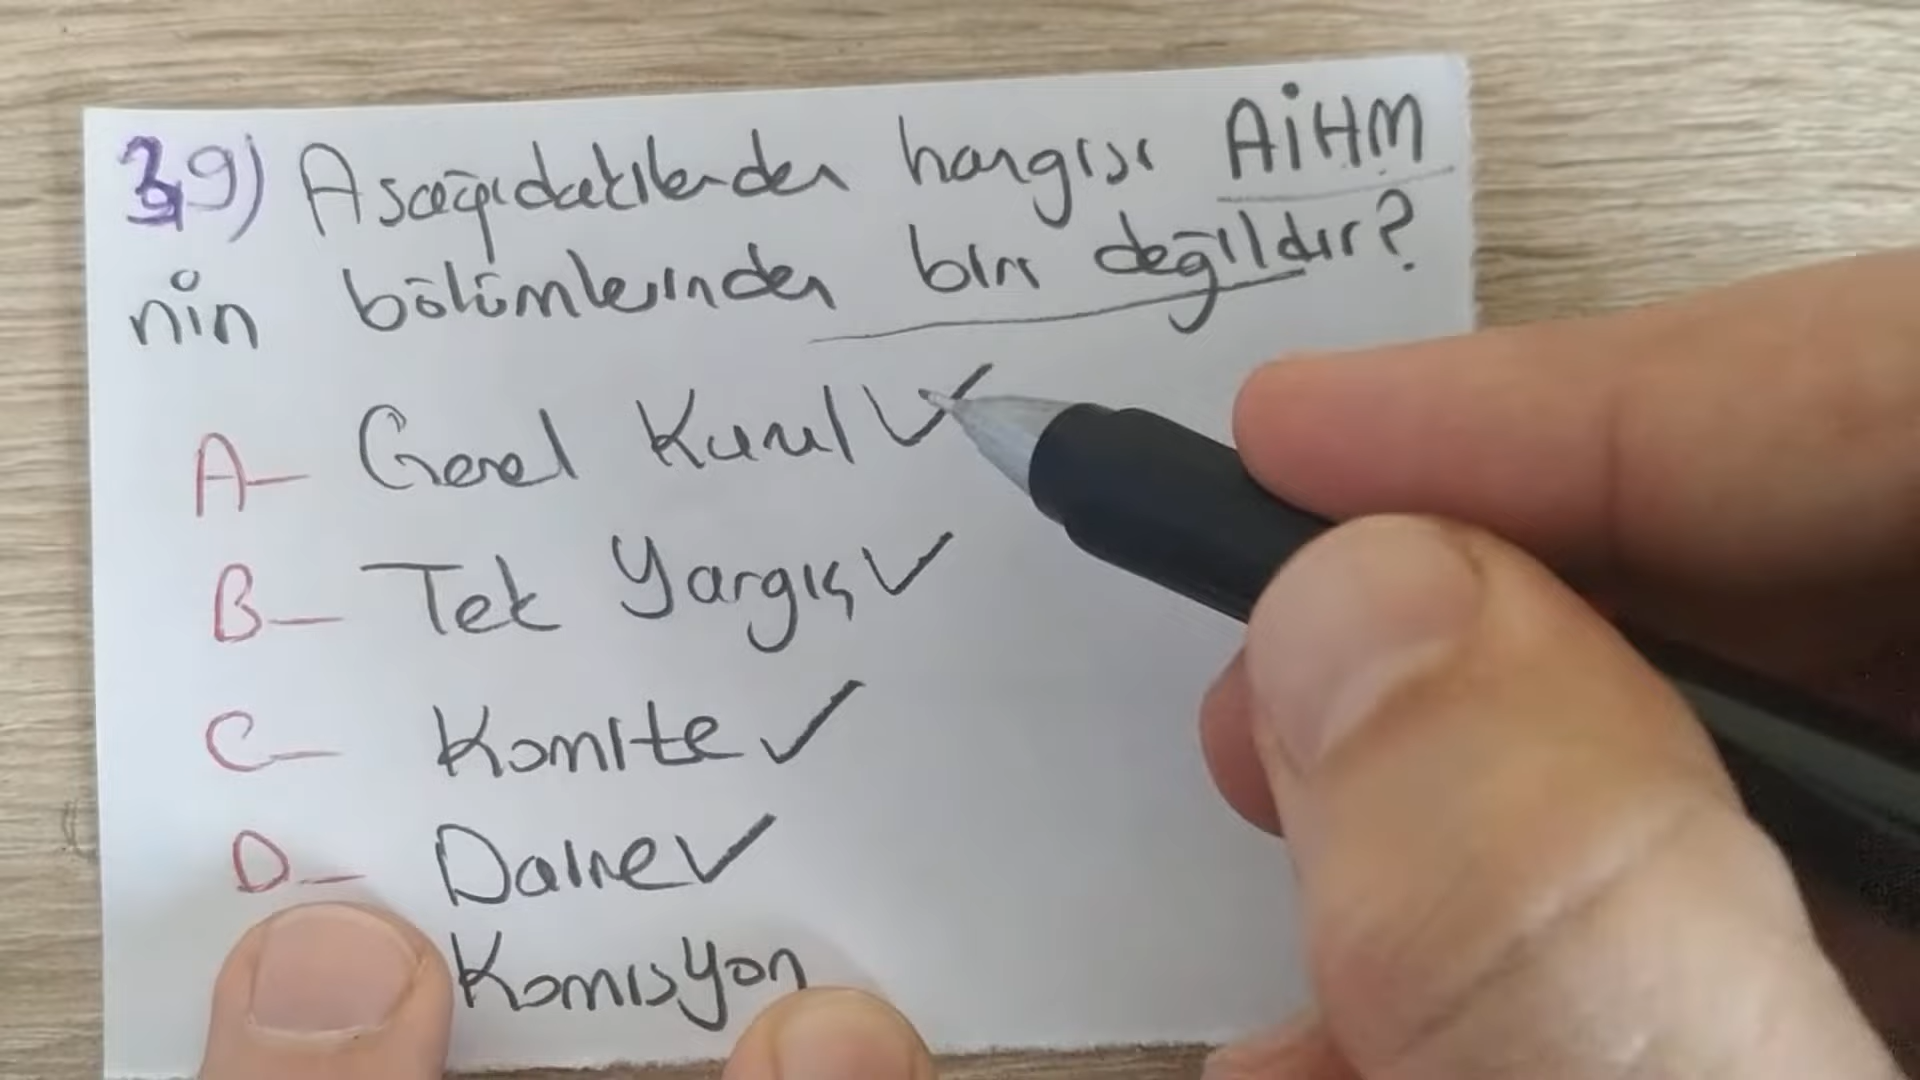 39) Aşağıdakilerden hangisi AİHM
nin bölümlerinden biri değildir?
A- Genel Kurul ✓
B- Tek Yargıç ✓
C- Komite ✓
D- Daire ✓
Komisyon